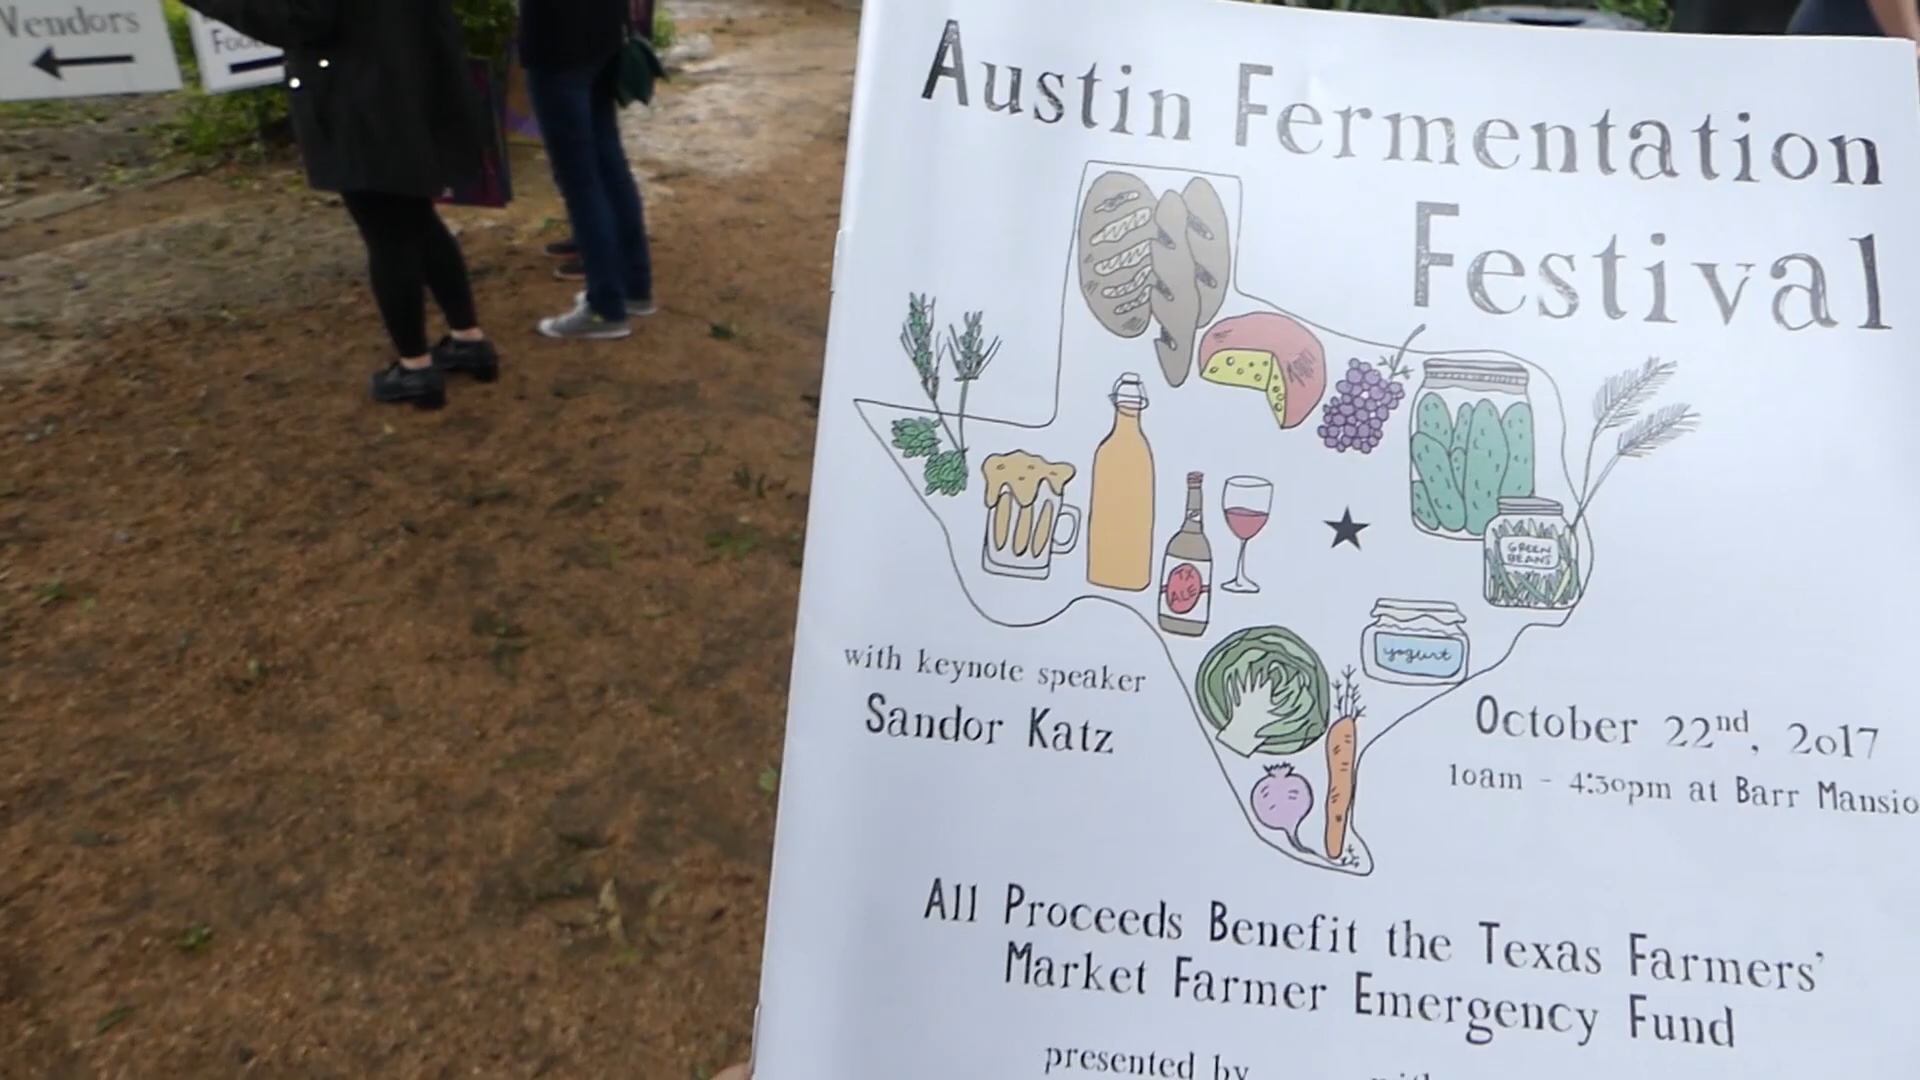 Vendors
Austin Fermentation
Festival
TX
ALE
GREEN
BEANS
yogurt
with keynote speaker
Sandor Katz
October 22nd, 2017
10am - 4:30pm at Barr Mansio
All Proceeds Benefit the Texas Farmers'
Market Farmer Emergency Fund
presented by